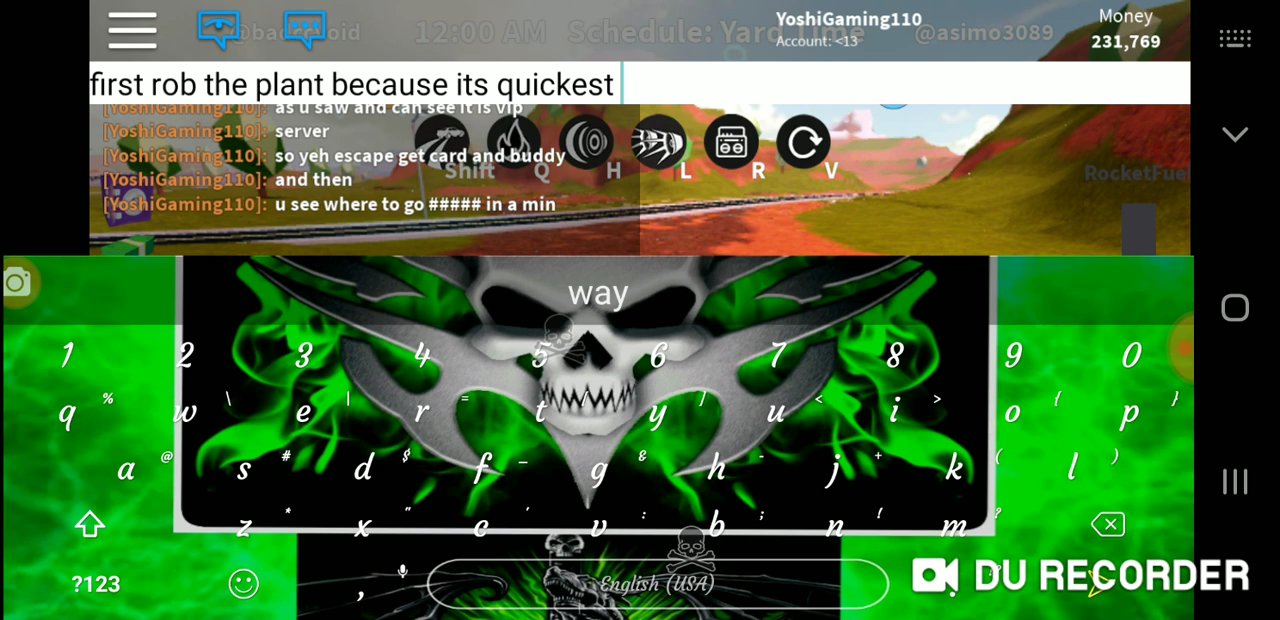 @badccvoid
12:00 AM Schedule: Yard Time
@asimo3089
YoshiGaming110
Account: <13
Money
231,769
first rob the plant because its quickest
[YoshiGaming110]: as u saw and can see it is vip
[YoshiGaming110]: server
[YoshiGaming110]: so yeh escape get card and buddy
[YoshiGaming110]: and then
[YoshiGaming110]: u see where to go ##### in a min
Shift Q H L R V
RocketFuel
way
1 2 3 4 5 6 7 8 9 0
% \ | = / ] < > { }
q w e r t y u i o p
@ # $ _ & - + ( )
a s d f g h j k l
* " ' : ; ! ?
z x c v b n m
?123 , English (USA)
DU RECORDER